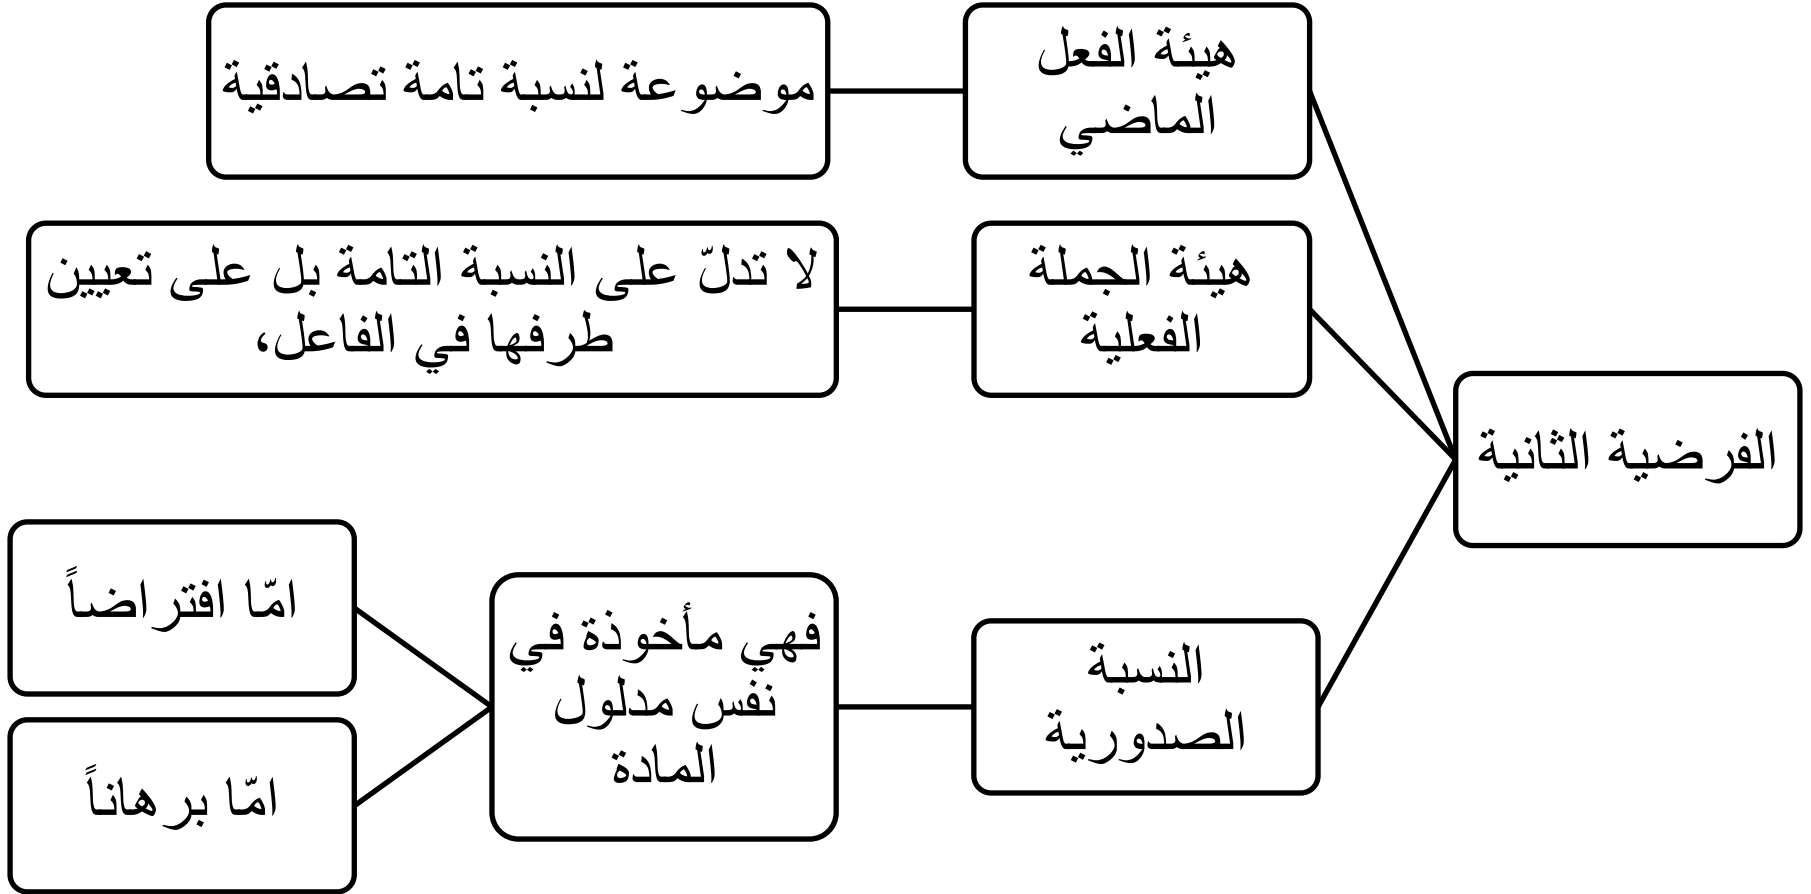 الفرضية الثانية
هيئة الفعل
الماضي
موضوعة لنسبة تامة تصادقية
هيئة الجملة
الفعلية
لا تدلّ على النسبة التامة بل على تعيين
طرفها في الفاعل،
النسبة
الصدورية
فهي مأخوذة في
نفس مدلول
المادة
امّا افتراضاً
امّا برهاناً